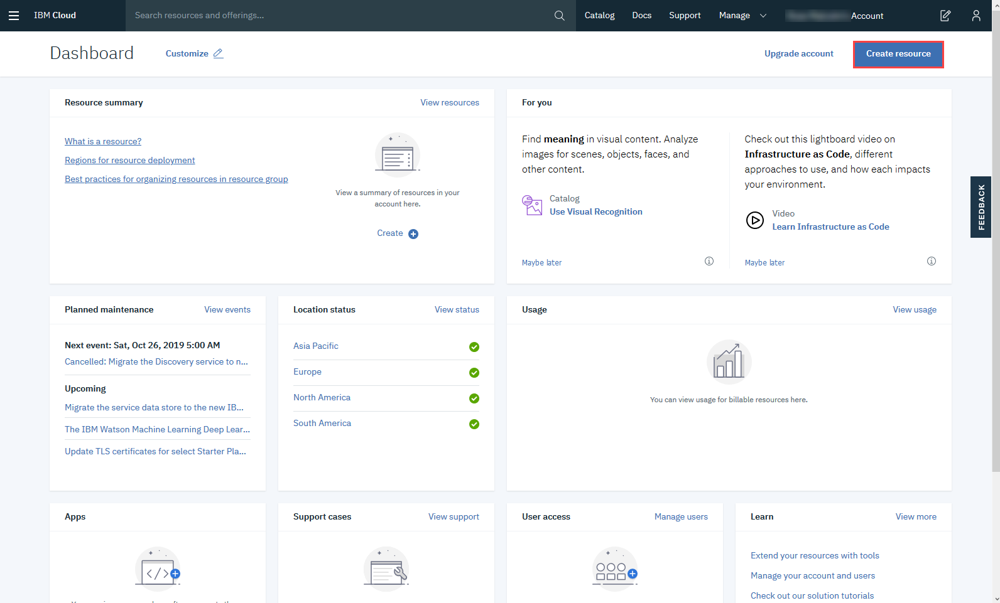 IBM Cloud
Search resources and offerings...
Catalog
Docs
Support
Manage
Account
Dashboard
Customize
Upgrade account
Create resource
Resource summary
View resources
What is a resource?
Regions for resource deployment
Best practices for organizing resources in resource group
View a summary of resources in your
account here.
Create
For you
Find meaning in visual content. Analyze
images for scenes, objects, faces, and
other content.
Catalog
Use Visual Recognition
Maybe later
Check out this lightboard video on
Infrastructure as Code, different
approaches to use, and how each impacts
your environment.
Video
Learn Infrastructure as Code
Maybe later
FEEDBACK
Planned maintenance
View events
Next event: Sat, Oct 26, 2019 5:00 AM
Cancelled: Migrate the Discovery service to n...
Upcoming
Migrate the service data store to the new IB...
The IBM Watson Machine Learning Deep Lear...
Update TLS certificates for select Starter Pla...
Location status
View status
Asia Pacific
Europe
North America
South America
Usage
View usage
You can view usage for billable resources here.
Apps
Support cases
View support
User access
Manage users
Learn
View more
Extend your resources with tools
Manage your account and users
Check out our solution tutorials